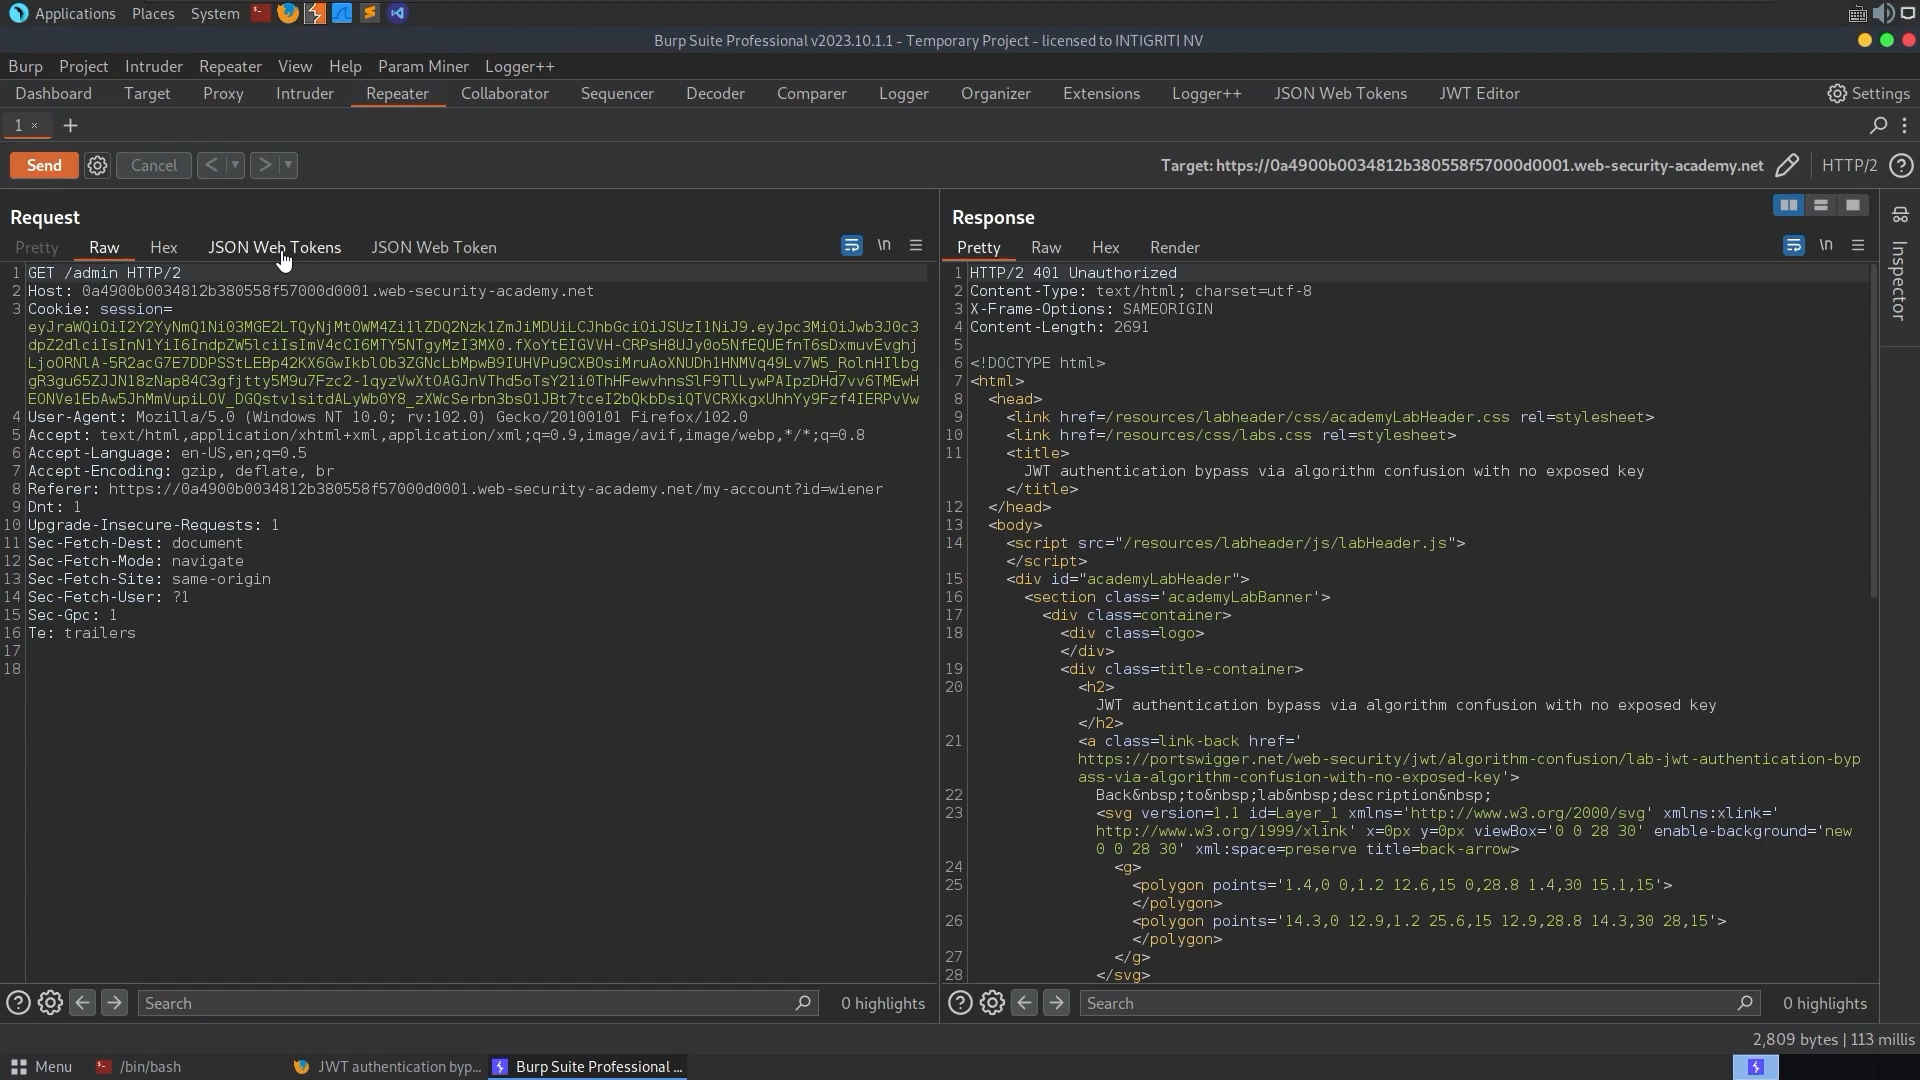 Applications Places System
Burp Suite Professional v2023.10.1.1 - Temporary Project - licensed to INTIGRITI NV
Burp Project Intruder Repeater View Help Param Miner Logger++
Dashboard Target Proxy Intruder Repeater Collaborator Sequencer Decoder Comparer Logger Organizer Extensions Logger++ JSON Web Tokens JWT Editor Settings
1 × +
Send Cancel < > Target: https://0a4900b0034812b380558f57000d0001.web-security-academy.net HTTP/2
Request
Pretty Raw Hex JSON Web Tokens JSON Web Token \n
1 GET /admin HTTP/2
2 Host: 0a4900b0034812b380558f57000d0001.web-security-academy.net
3 Cookie: session=
eyJraWQiOiI2Y2YyNmQ1Ni03MGE2LTQyNjMtOWM4Zi1lZDQ2Nzk1ZmJiMDUiLCJhbGciOiJSUzI1NiJ9.eyJpc3MiOiJwb3J0c3
dpZ2dlciIsInN1YiI6IndpZW5lciIsImV4cCI6MTY5NTgyMzI3MX0.fXoYtEIGVVH-CRPsH8UJy0o5NfEQUEfnT6sDxmuvEvghj
LjoORNlA-5R2acG7E7DDPSStLEBp42KX6GwIkblOb3ZGNcLbMpwB9IUHVPu9CXBOsiMruAoXNUDh1HNMVq49Lv7W5_RolnHIlbg
gR3gu65ZJJN18zNap84C3gfjtty5M9u7Fzc2-1qyzVwXtOAGJnVThd5oTsY21i0ThHFewvhnsSlF9TlLywPAIpzDHd7vv6TMEwH
EONVe1EbAw5JhMmVupiLOV_DGQstv1sitdALyWb0Y8_zXWcSerbn3bsO1JBt7tceI2bQkbDsiQTVCRXkgxUhhYy9Fzf4IERPvVw
4 User-Agent: Mozilla/5.0 (Windows NT 10.0; rv:102.0) Gecko/20100101 Firefox/102.0
5 Accept: text/html,application/xhtml+xml,application/xml;q=0.9,image/avif,image/webp,*/*;q=0.8
6 Accept-Language: en-US,en;q=0.5
7 Accept-Encoding: gzip, deflate, br
8 Referer: https://0a4900b0034812b380558f57000d0001.web-security-academy.net/my-account?id=wiener
9 Dnt: 1
10 Upgrade-Insecure-Requests: 1
11 Sec-Fetch-Dest: document
12 Sec-Fetch-Mode: navigate
13 Sec-Fetch-Site: same-origin
14 Sec-Fetch-User: ?1
15 Sec-Gpc: 1
16 Te: trailers
17
18
Search 0 highlights
Response
Pretty Raw Hex Render \n
1 HTTP/2 401 Unauthorized
2 Content-Type: text/html; charset=utf-8
3 X-Frame-Options: SAMEORIGIN
4 Content-Length: 2691
5
6 <!DOCTYPE html>
7 <html>
8 <head>
9 <link href=/resources/labheader/css/academyLabHeader.css rel=stylesheet>
10 <link href=/resources/css/labs.css rel=stylesheet>
11 <title>
JWT authentication bypass via algorithm confusion with no exposed key
</title>
12 </head>
13 <body>
14 <script src="/resources/labheader/js/labHeader.js">
</script>
15 <div id="academyLabHeader">
16 <section class='academyLabBanner'>
17 <div class=container>
18 <div class=logo>
</div>
19 <div class=title-container>
20 <h2>
JWT authentication bypass via algorithm confusion with no exposed key
</h2>
21 <a class=link-back href='
https://portswigger.net/web-security/jwt/algorithm-confusion/lab-jwt-authentication-byp
ass-via-algorithm-confusion-with-no-exposed-key'>
22 Back&nbsp;to&nbsp;lab&nbsp;description&nbsp;
23 <svg version=1.1 id=Layer_1 xmlns='http://www.w3.org/2000/svg' xmlns:xlink='
http://www.w3.org/1999/xlink' x=0px y=0px viewBox='0 0 28 30' enable-background='new
0 0 28 30' xml:space=preserve title=back-arrow>
24 <g>
25 <polygon points='1.4,0 0,1.2 12.6,15 0,28.8 1.4,30 15.1,15'>
</polygon>
26 <polygon points='14.3,0 12.9,1.2 25.6,15 12.9,28.8 14.3,30 28,15'>
</polygon>
27 </g>
28 </svg>
Search 0 highlights
Inspector
2,809 bytes | 113 millis
Menu /bin/bash JWT authentication byp... Burp Suite Professional ...